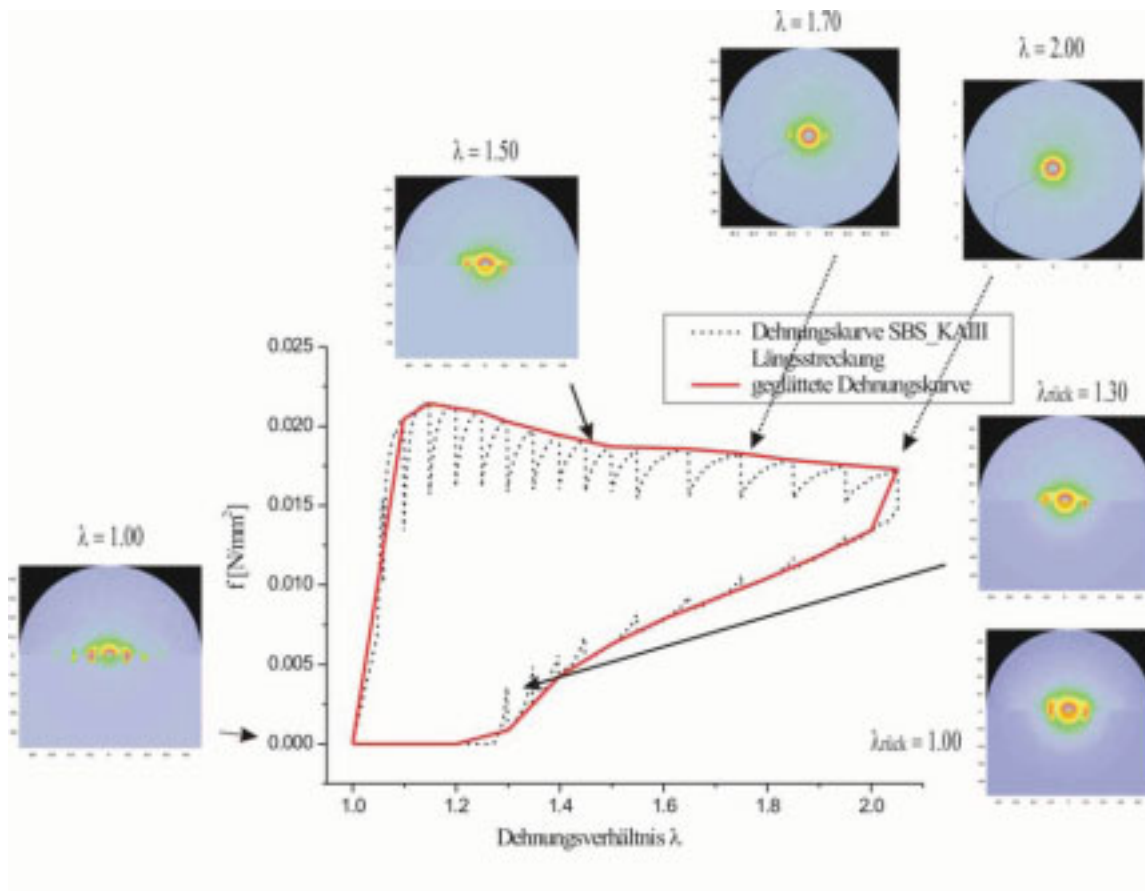 λ = 1.70
λ = 2.00
λ = 1.50
Dehnungskurve SBS_KAIII
Längsstreckung
geglättete Dehnungskurve
λrück = 1.30
λ = 1.00
λrück = 1.00
f [N/mm²]
0.025
0.020
0.015
0.010
0.005
0.000
1.0 1.2 1.4 1.6 1.8 2.0
Dehnungsverhältnis λ